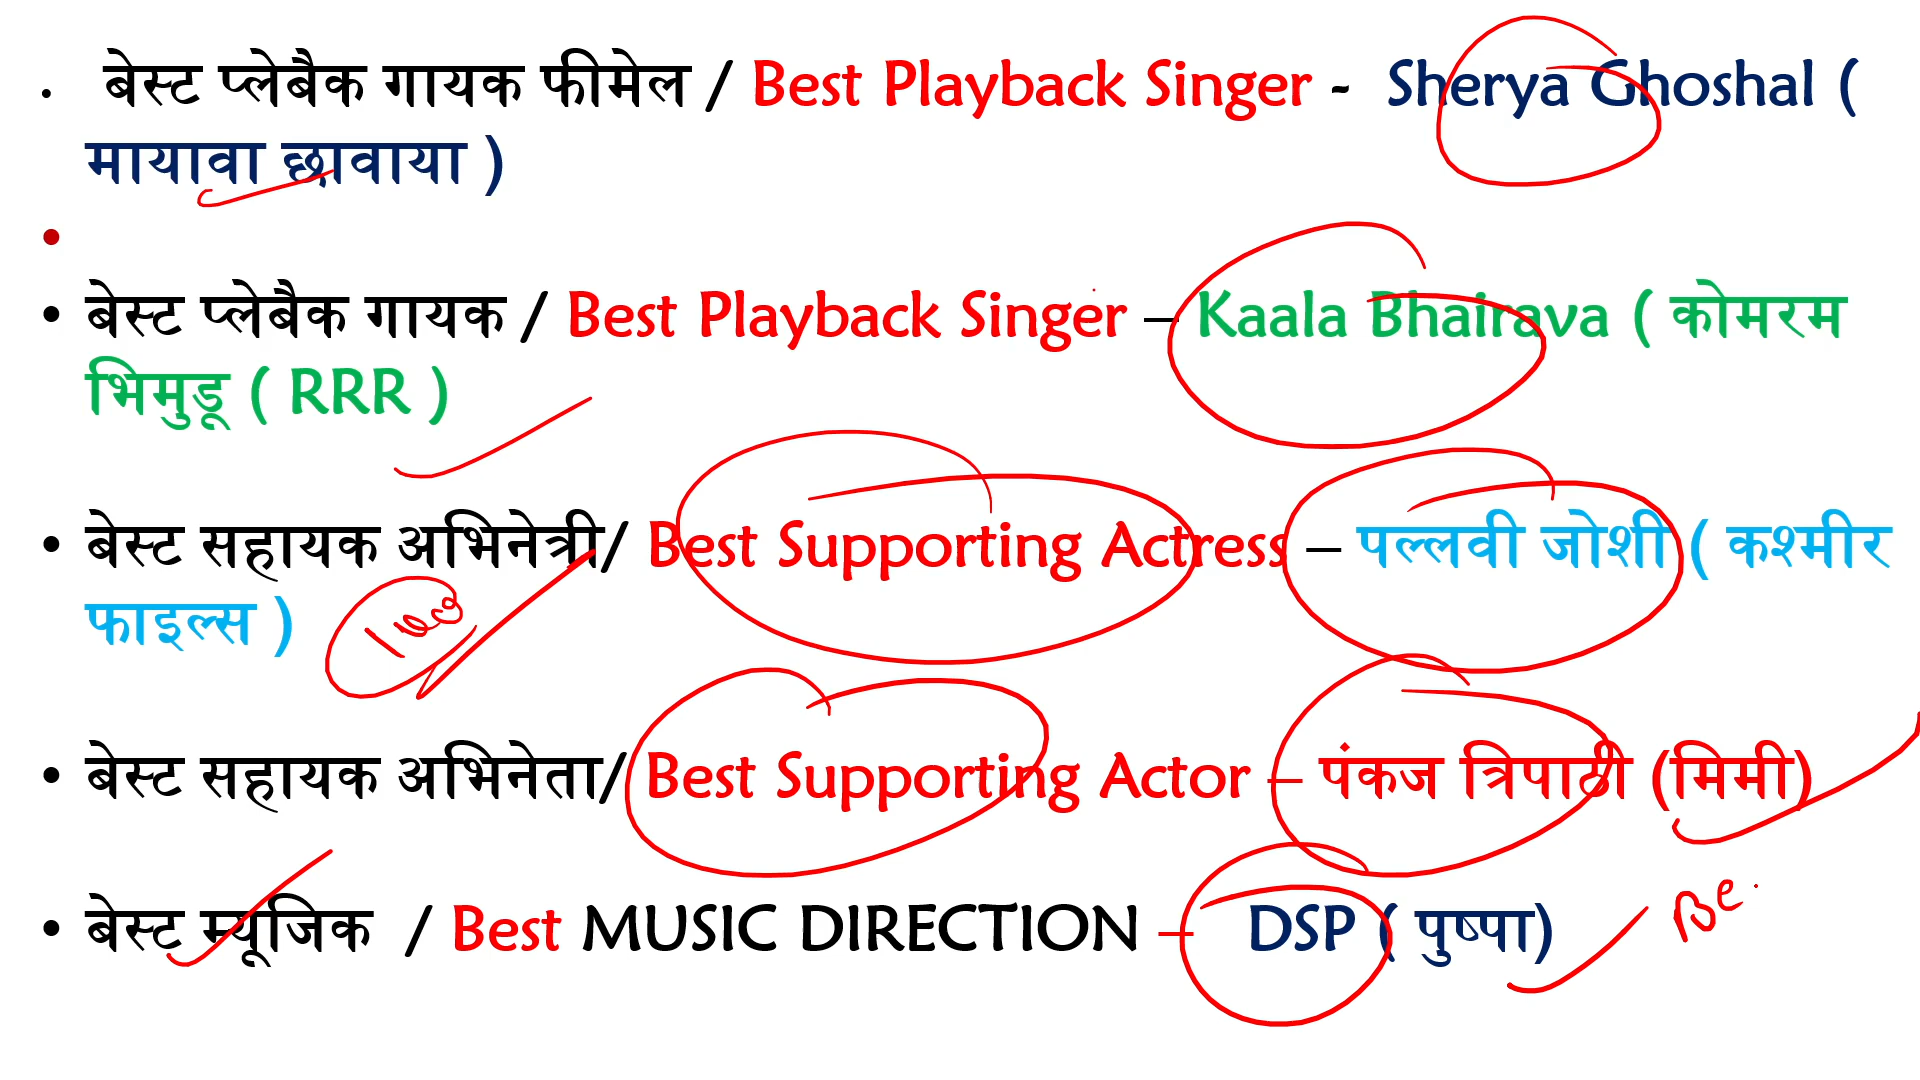 • बेस्ट प्लेबैक गायक फीमेल / Best Playback Singer - Sherya Ghoshal (
मायावा छावाया )
•
• बेस्ट प्लेबैक गायक / Best Playback Singer – Kaala Bhairava ( कोमरम
भिमुडू ( RRR )
• बेस्ट सहायक अभिनेत्री/ Best Supporting Actress – पल्लवी जोशी ( कश्मीर
फाइल्स )
• बेस्ट सहायक अभिनेता/ Best Supporting Actor – पंकज त्रिपाठी (मिमी)
• बेस्ट म्यूजिक / Best MUSIC DIRECTION – DSP ( पुष्पा)
Be